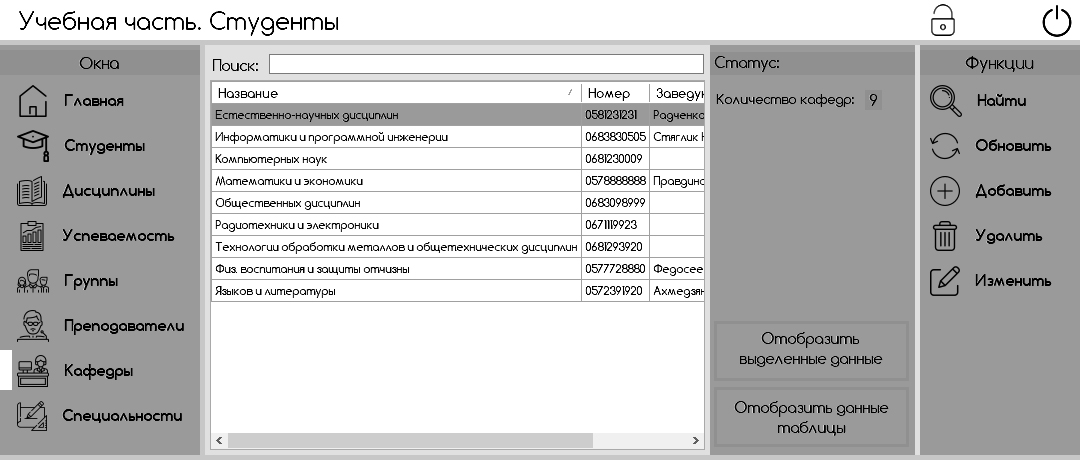 Учебная часть. Студенты
Окна
Главная
Студенты
Дисциплины
Успеваемость
Группы
Преподаватели
Кафедры
Специальности
Поиск:
Название Номер Заведу
Естественно-научных дисциплин 0581231231 Радченко
Информатики и программной инженерии 0683830505 Стяглик
Компьютерных наук 0681230009
Математики и экономики 0578888888 Правдино
Общественных дисциплин 0683098999
Радиотехники и электроники 0671119923
Технологии обработки металлов и общетехнических дисциплин 0681293920
Физ. воспитания и защиты отчизны 0577728880 Федосее
Языков и литературы 0572391920 Ахмедзян
Статус:
Количество кафедр: 9
Отобразить
выделенные данные
Отобразить данные
таблицы
Функции
Найти
Обновить
Добавить
Удалить
Изменить